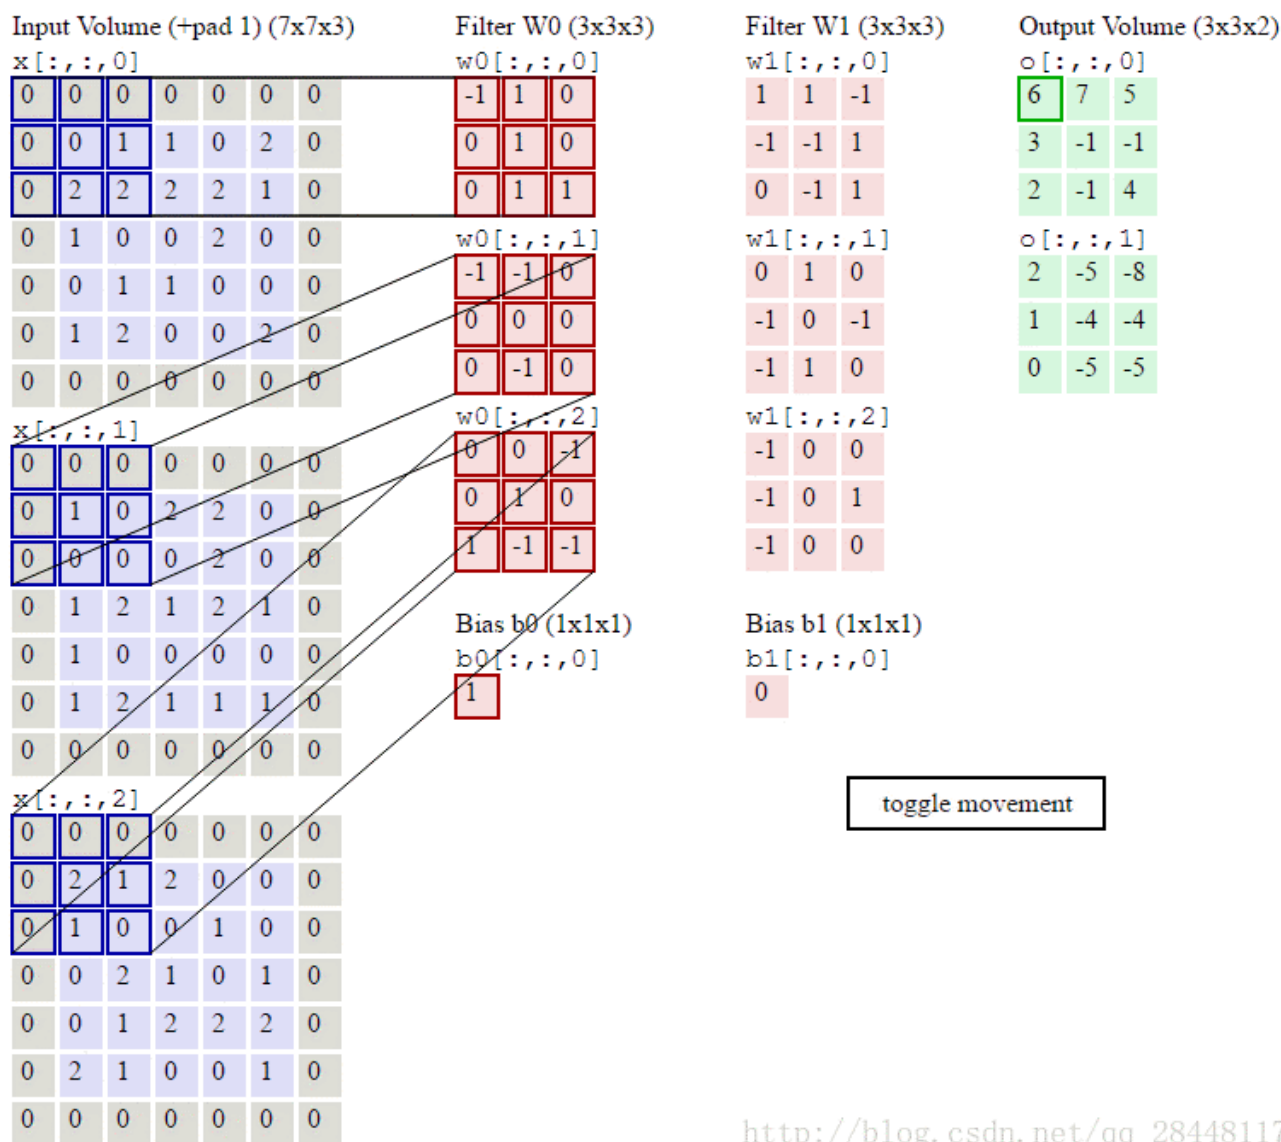 Input Volume (+pad 1) (7x7x3)
x[:,:,0]
0 0 0 0 0 0 0
0 0 1 1 0 2 0
0 2 2 2 2 1 0
0 1 0 0 2 0 0
0 0 1 1 0 0 0
0 1 2 0 0 2 0
0 0 0 0 0 0 0
x[:,:,1]
0 0 0 0 0 0 0
0 1 0 2 2 0 0
0 0 0 0 2 0 0
0 1 2 1 2 1 0
0 1 0 0 0 0 0
0 1 2 1 1 1 0
0 0 0 0 0 0 0
x[:,:,2]
0 0 0 0 0 0 0
0 2 1 2 0 0 0
0 1 0 0 1 0 0
0 0 2 1 0 1 0
0 0 1 2 2 2 0
0 2 1 0 0 1 0
0 0 0 0 0 0 0
Filter W0 (3x3x3)
w0[:,:,0]
-1 1 0
0 1 0
0 1 1
w0[:,:,1]
-1 -1 0
0 0 0
0 -1 0
w0[:,:,2]
0 0 -1
0 1 0
1 -1 -1
Bias b0 (1x1x1)
b0[:,:,0]
1
Filter W1 (3x3x3)
w1[:,:,0]
1 1 -1
-1 -1 1
0 -1 1
w1[:,:,1]
0 1 0
-1 0 -1
-1 1 0
w1[:,:,2]
-1 0 0
-1 0 1
-1 0 0
Bias b1 (1x1x1)
b1[:,:,0]
0
Output Volume (3x3x2)
o[:,:,0]
6 7 5
3 -1 -1
2 -1 4
o[:,:,1]
2 -5 -8
1 -4 -4
0 -5 -5
toggle movement
http://blog.csdn.net/qq_28448117